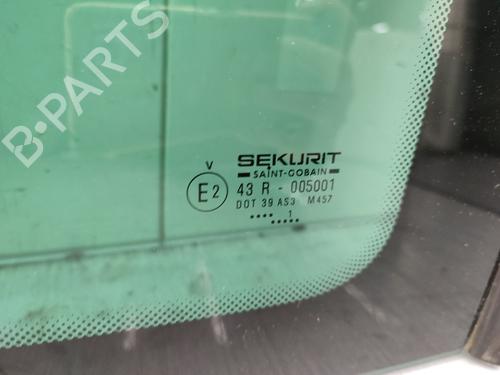 B-PARTS
SEKURIT
SAINT-GOBAIN
V
E2 43 R - 005001
DOT 39 AS3 M457
.... 1 .....